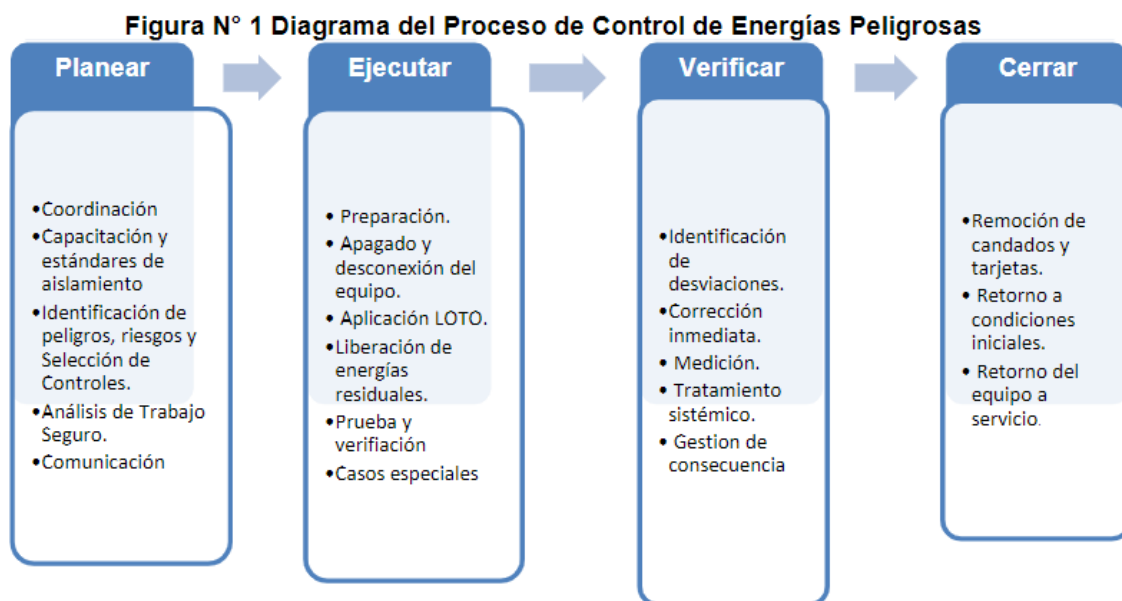 Figura N° 1 Diagrama del Proceso de Control de Energías Peligrosas
Planear
•Coordinación
•Capacitación y
estándares de
aislamiento
•Identificación de
peligros, riesgos y
Selección de
Controles.
•Análisis de Trabajo
Seguro.
•Comunicación
Ejecutar
• Preparación.
• Apagado y
desconexión del
equipo.
• Aplicación LOTO.
•Liberación de
energías
residuales.
• Prueba y
verifiación
•Casos especiales
Verificar
•Identificación
de
desviaciones.
•Corrección
inmediata.
• Medición.
• Tratamiento
sistémico.
• Gestion de
consecuencia
Cerrar
•Remoción de
candados y
tarjetas.
• Retorno a
condiciones
iniciales.
• Retorno del
equipo a
servicio.